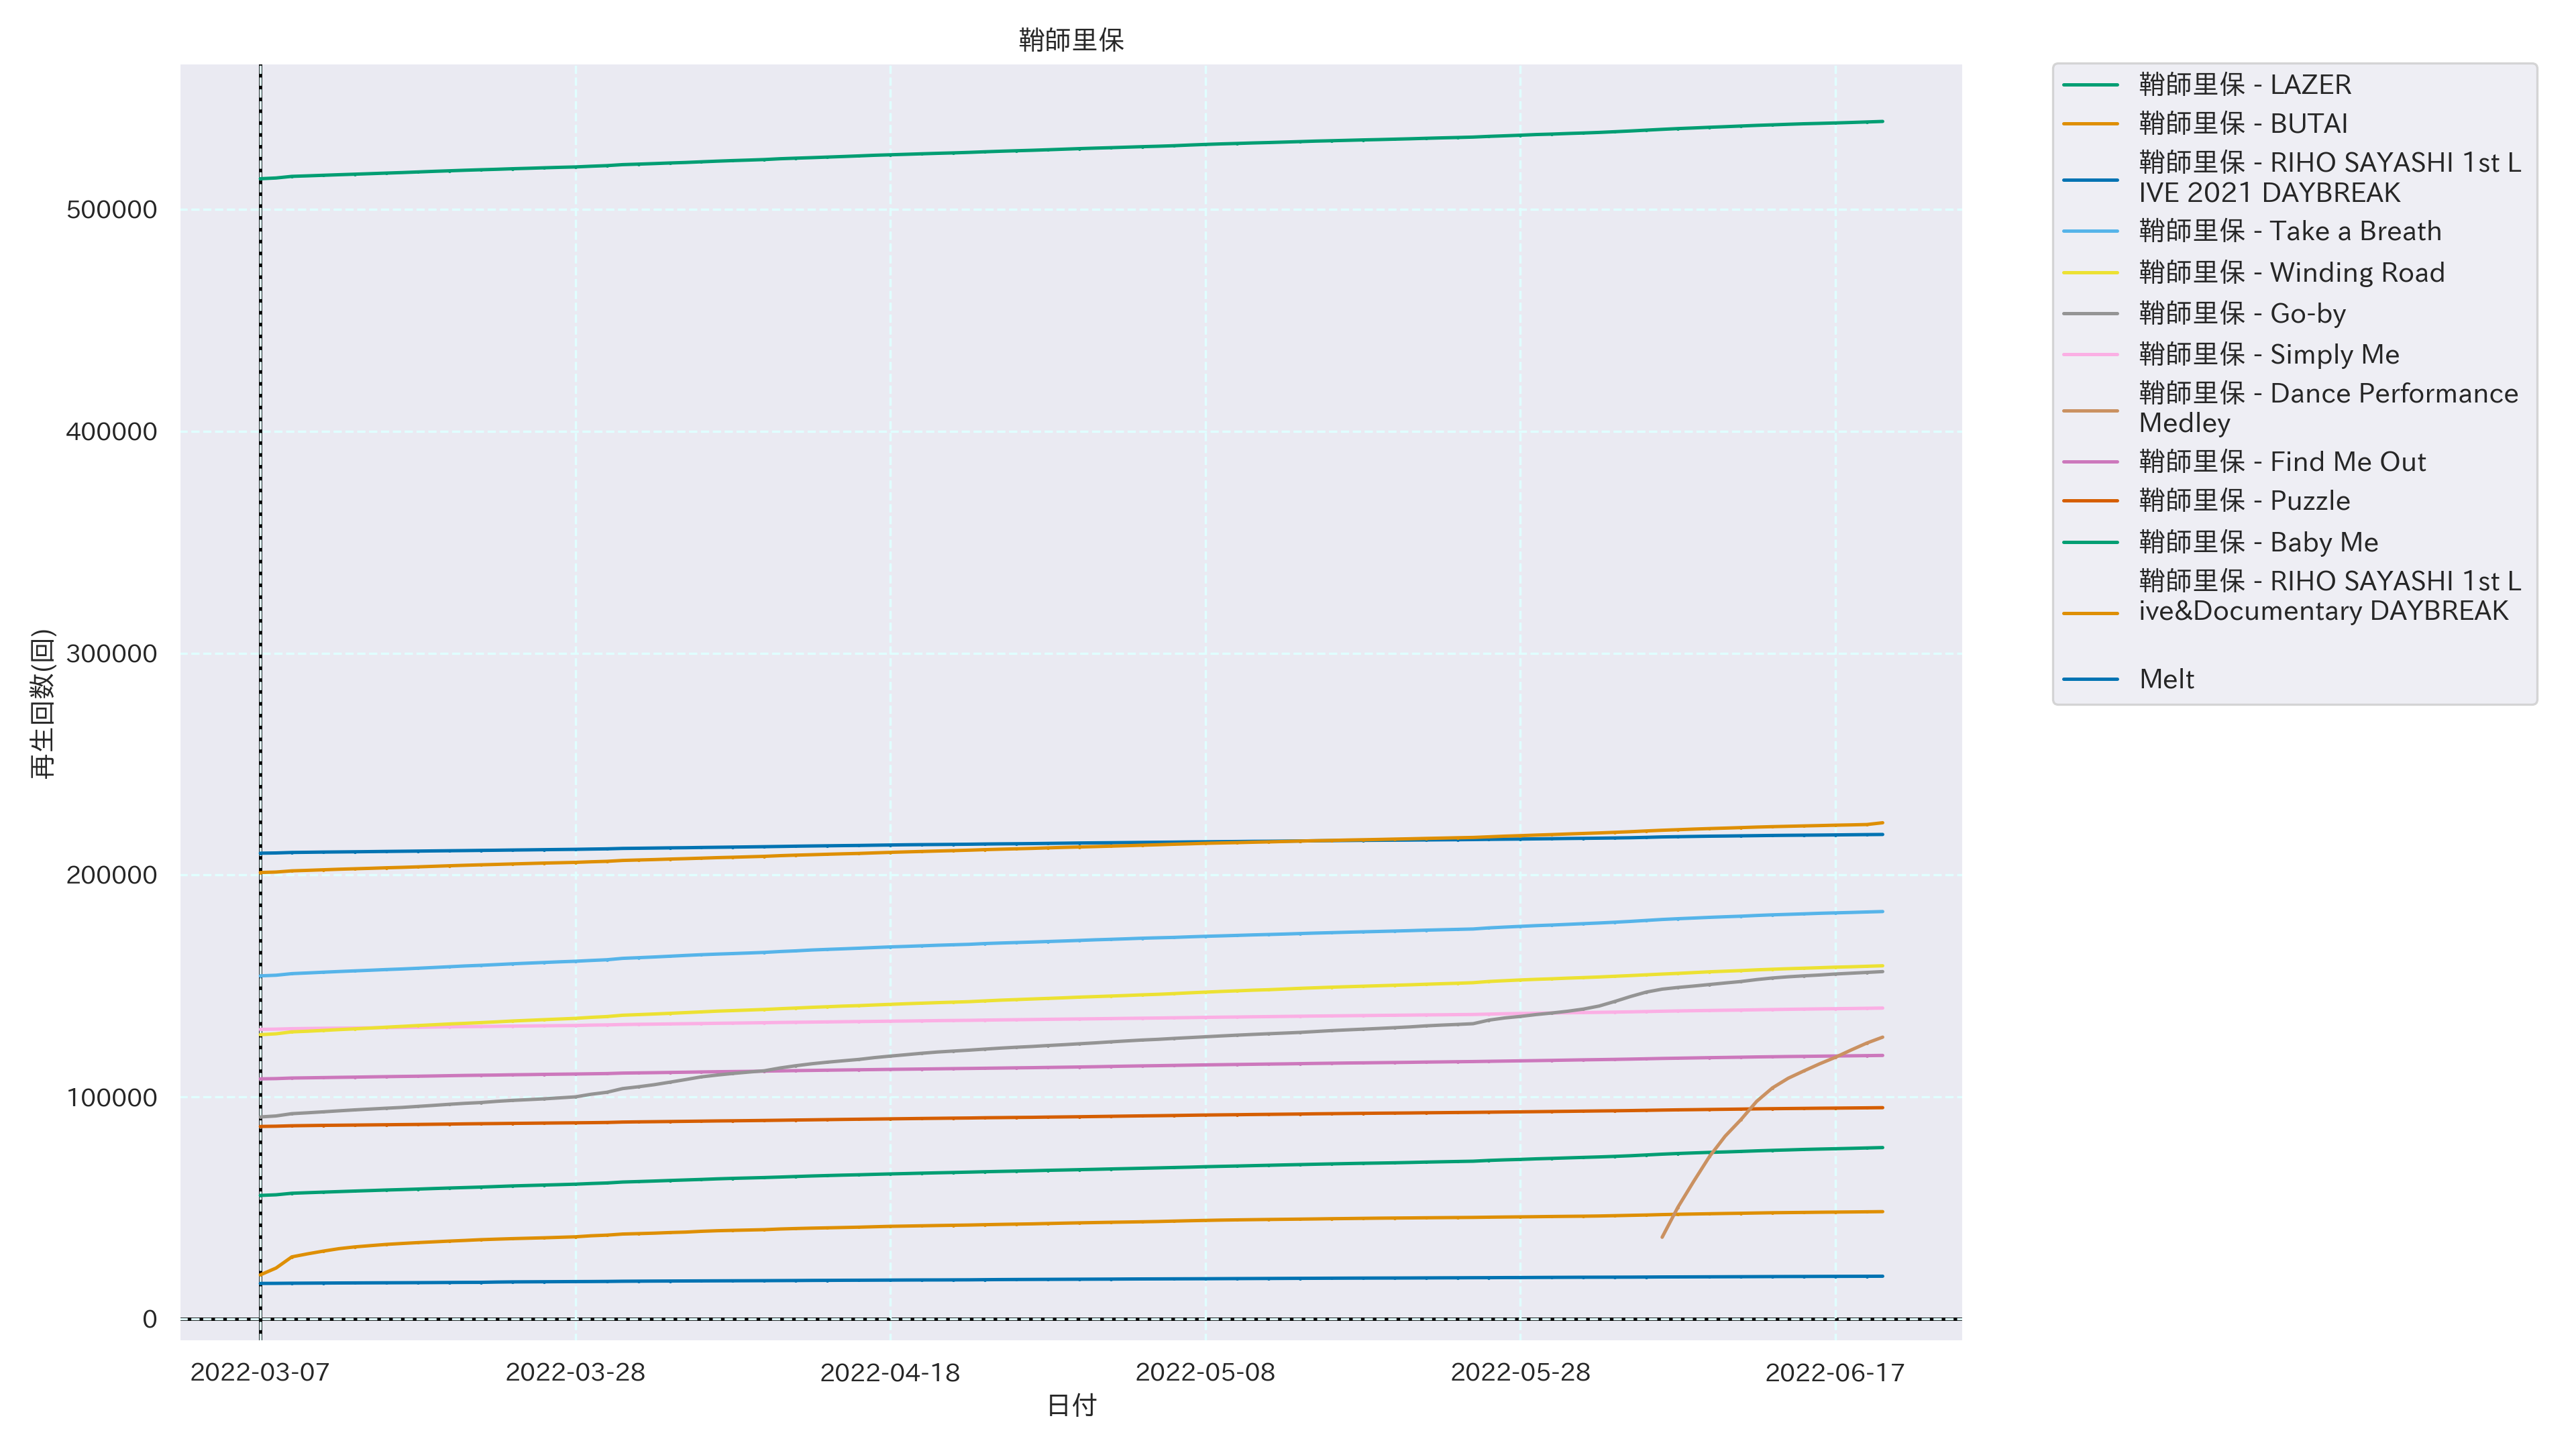 鞘師里保
再生回数(回)
500000
400000
300000
200000
100000
0
2022-03-07
2022-03-28
2022-04-18
2022-05-08
2022-05-28
2022-06-17
日付
鞘師里保 - LAZER
鞘師里保 - BUTAI
鞘師里保 - RIHO SAYASHI 1st L
IVE 2021 DAYBREAK
鞘師里保 - Take a Breath
鞘師里保 - Winding Road
鞘師里保 - Go-by
鞘師里保 - Simply Me
鞘師里保 - Dance Performance
Medley
鞘師里保 - Find Me Out
鞘師里保 - Puzzle
鞘師里保 - Baby Me
鞘師里保 - RIHO SAYASHI 1st L
ive&Documentary DAYBREAK
Melt